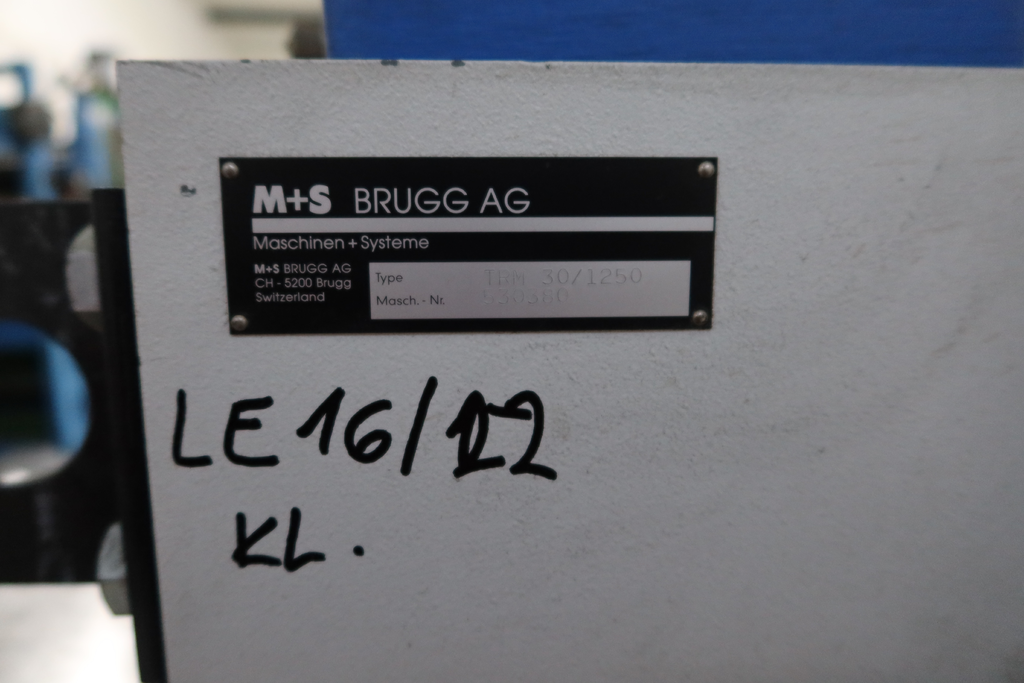 M+S BRUGG AG
Maschinen + Systeme
M+S BRUGG AG
CH - 5200 Brugg
Switzerland
Type TBM 30/1250
Masch. - Nr. 530380
LE 16/12
KL.